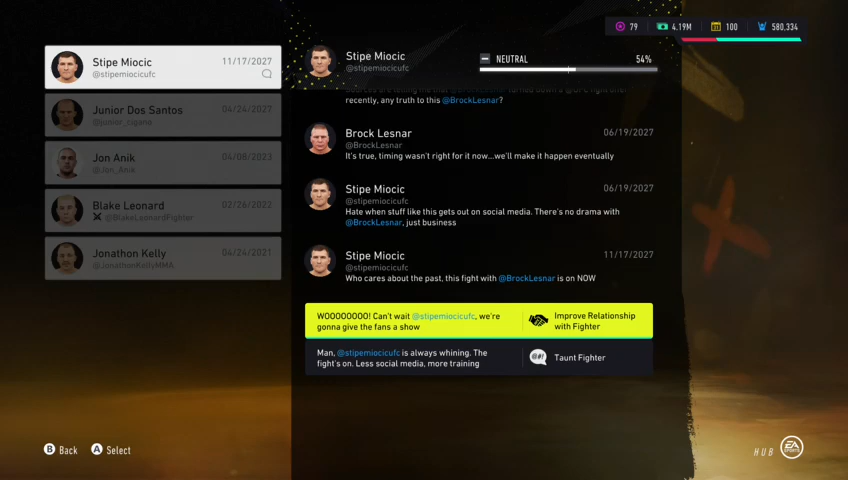 79
4.19M
100
580,334
Stipe Miocic
11/17/2027
@stipemiocicufc
Junior Dos Santos
04/24/2027
@junior_cigano
Jon Anik
04/08/2023
@Jon_Anik
Blake Leonard
02/26/2022
@BlakeLeonardFighter
Jonathon Kelly
04/24/2021
@JonathonKellyMMA
Stipe Miocic
@stipemiocicufc
NEUTRAL
54%
recently, any truth to this @BrockLesnar?
Brock Lesnar
06/19/2027
@BrockLesnar
It's true, timing wasn't right for it now...we'll make it happen eventually
Stipe Miocic
06/19/2027
@stipemiocicufc
Hate when stuff like this gets out on social media. There's no drama with
@BrockLesnar, just business
Stipe Miocic
11/17/2027
@stipemiocicufc
Who cares about the past, this fight with @BrockLesnar is on NOW
WOOOOOOOO! Can't wait @stipemiocicufc, we're
gonna give the fans a show
Improve Relationship
with Fighter
Man, @stipemiocicufc is always whining. The
fight's on. Less social media, more training
@#!
Taunt Fighter
B Back
A Select
HUB
EA
SPORTS